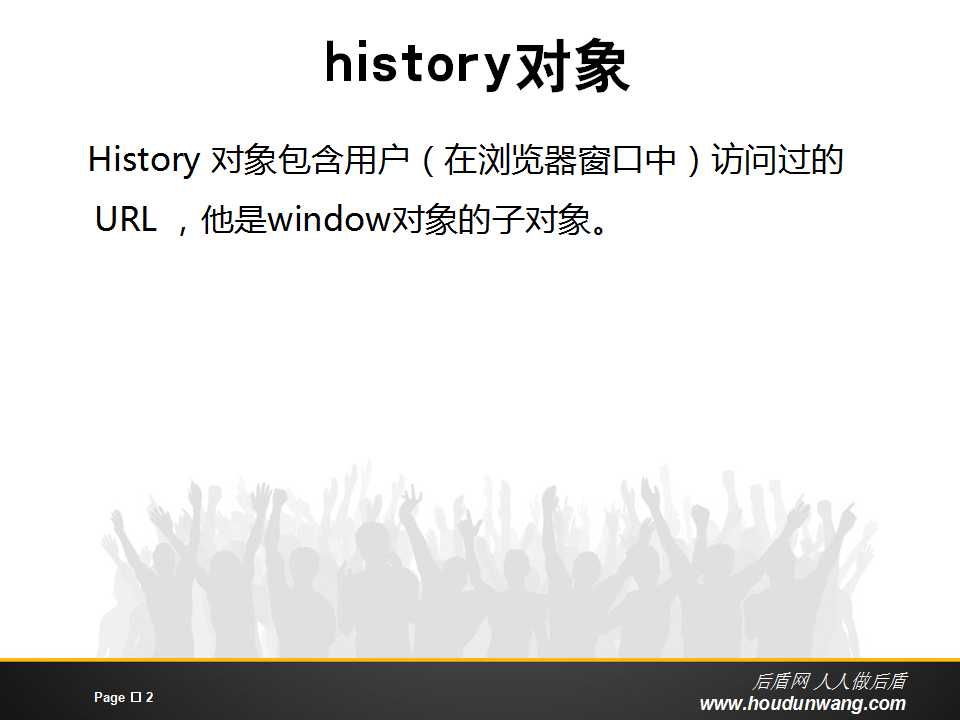 history对象
History 对象包含用户（在浏览器窗口中）访问过的
URL ，他是window对象的子对象。
后盾网 人人做后盾
Page 2
www.houdunwang.com